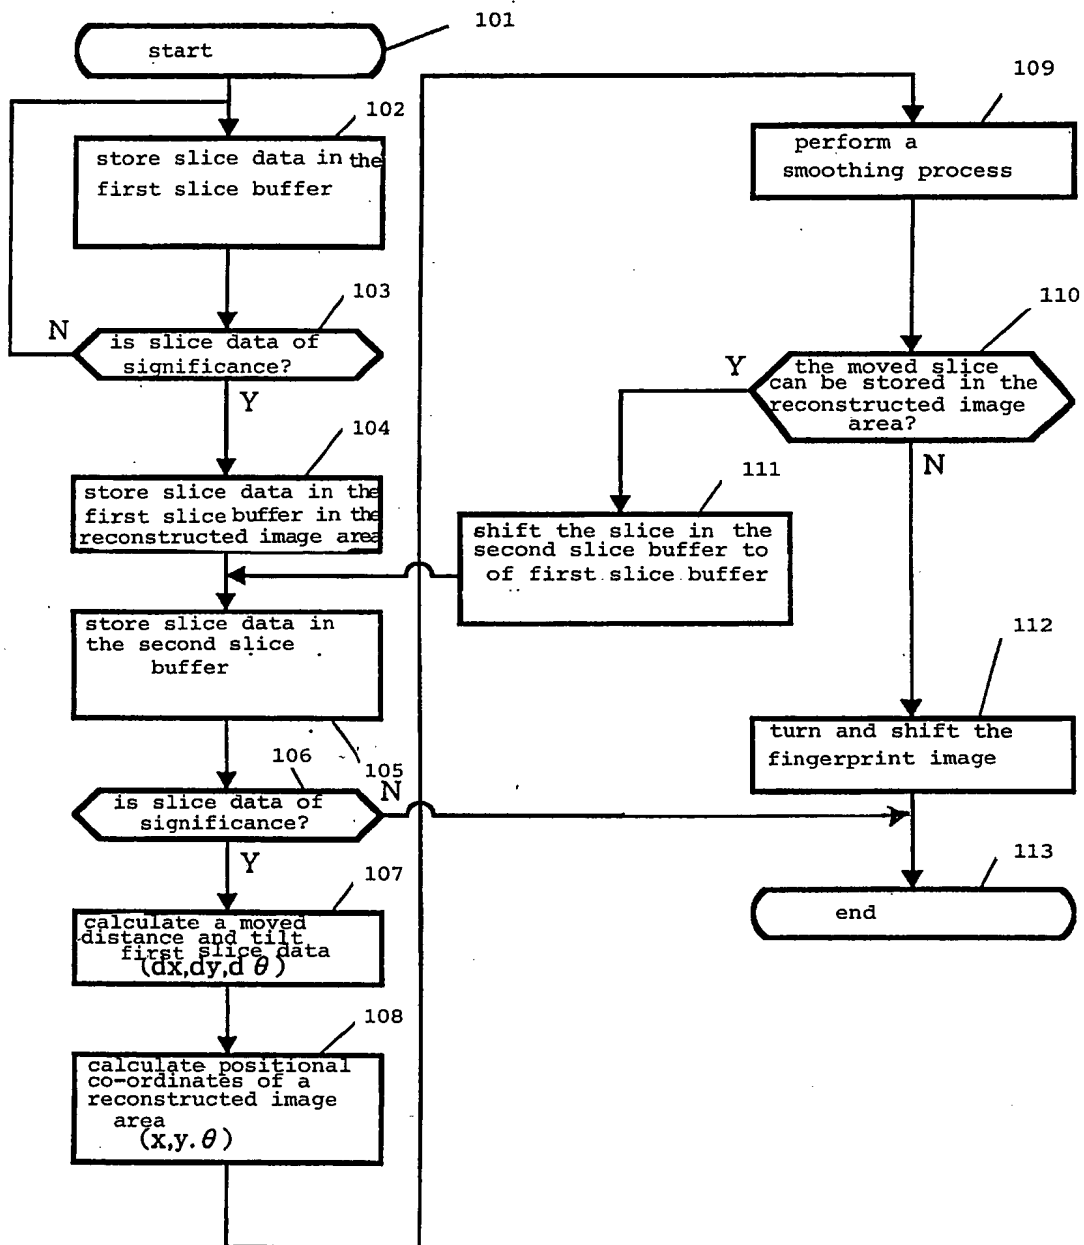 start
101
102
store slice data in the
first slice buffer
103
N
is slice data of
significance?
Y
104
store slice data in the
first slice buffer in the
reconstructed image area
store slice data in
the second slice
buffer
105
106
N
is slice data of
significance?
Y
107
calculate a moved
distance and tilt
first slice data
(dx,dy,d θ)
108
calculate positional
co-ordinates of a
reconstructed image
area
(x,y.θ)
109
perform a
smoothing process
110
Y
the moved slice
can be stored in the
reconstructed image
area?
N
111
shift the slice in the
second slice buffer to
of first slice buffer
112
turn and shift the
fingerprint image
113
end